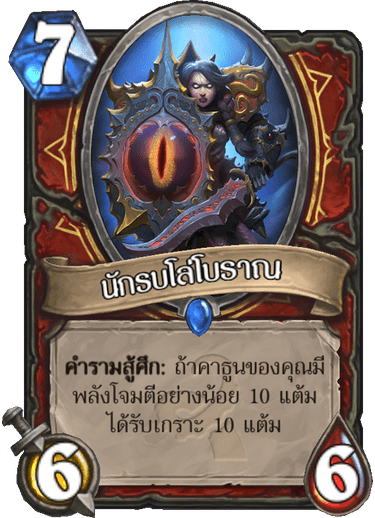 7
นักรบโล่โบราณ
คำรามสู้ศึก: ถ้าคาธูนของคุณมี
พลังโจมตีอย่างน้อย 10 แต้ม
ได้รับเกราะ 10 แต้ม
6
6